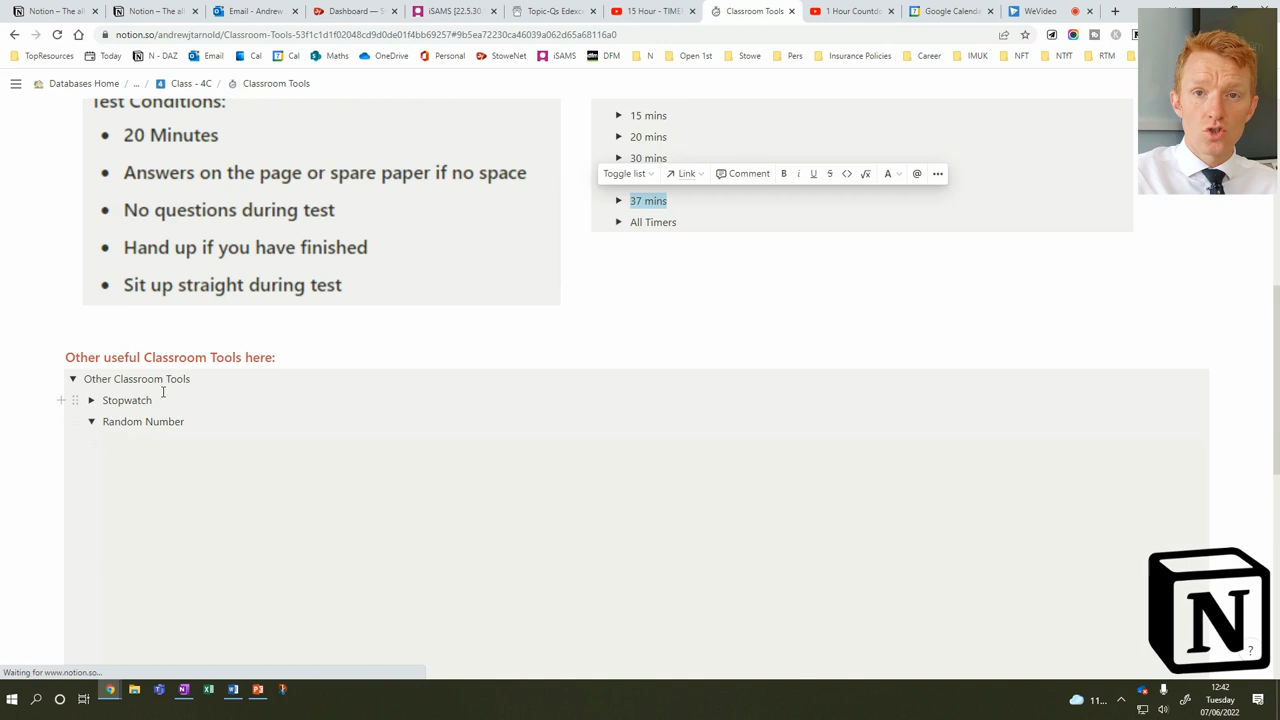 Notion – The all
Notion – The all
Email - Andrew
Dashboard — S
iSAMS [22.5.30
Topic-Qs Edexc
15 Hour - TIME
Classroom Tools
1 Hour Countdo
Google Calenda
WeVideo
notion.so/andrewjtarnold/Classroom-Tools-53f1c1d1f02048cd9d0de01f4bb69257#9b5ea72230ca46039a062d65a68116a0
TopResources Today N - DAZ Email Cal Maths Personal StoweNet iSAMS DFM N Open 1st Stowe Pers Insurance Policies Career IMUK NFT NTfT RTM
Databases Home / ... / 4 Class - 4C / Classroom Tools
Test Conditions:
• 20 Minutes
• Answers on the page or spare paper if no space
• No questions during test
• Hand up if you have finished
• Sit up straight during test
15 mins
20 mins
30 mins
Toggle list Link Comment B i U S <> √x A @ •••
37 mins
All Timers
Other useful Classroom Tools here:
Other Classroom Tools
Stopwatch
Random Number
N
?
Waiting for www.notion.so...
11...
12:42
Tuesday
07/06/2022